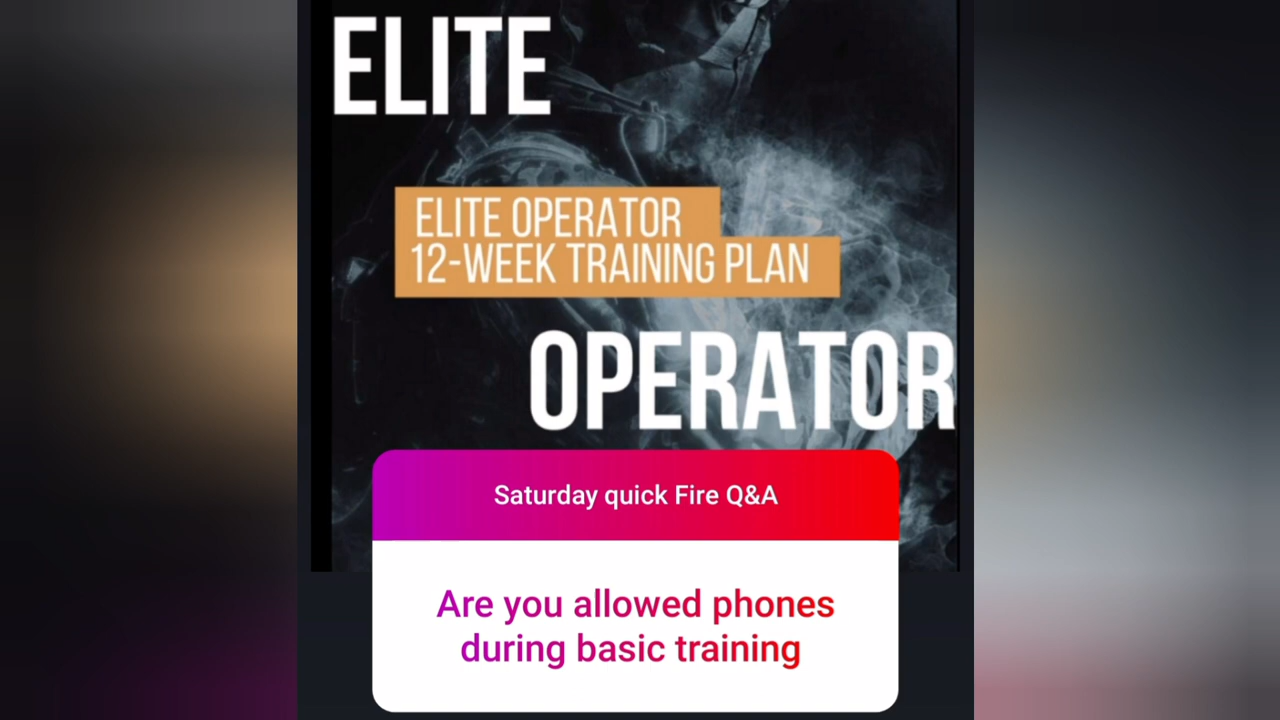 ELITE
ELITE OPERATOR
12-WEEK TRAINING PLAN
OPERATOR
Saturday quick Fire Q&A
Are you allowed phones
during basic training